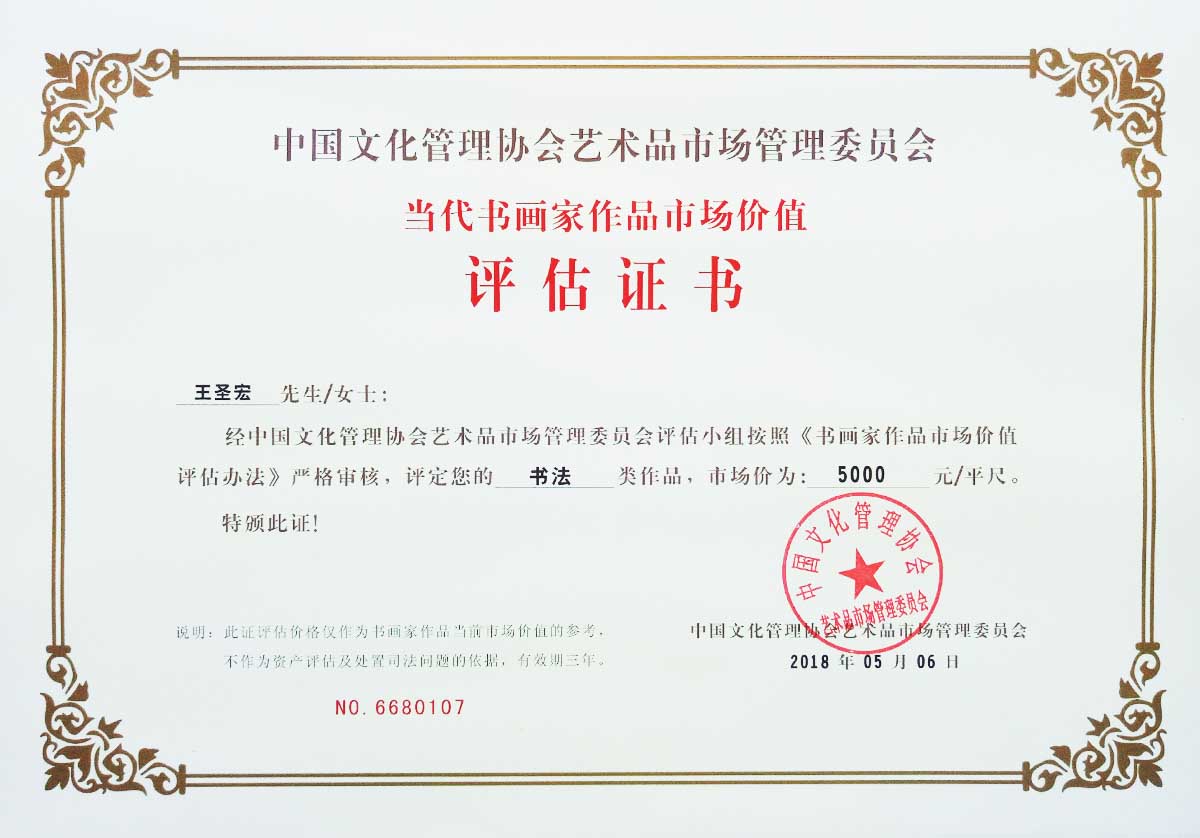 中国文化管理协会艺术品市场管理委员会
当代书画家作品市场价值
评估证书
王圣宏 先生/女士：
经中国文化管理协会艺术品市场管理委员会评估小组按照《书画家作品市场价值
评估办法》严格审核，评定您的 书法 类作品，市场价为： 5000 元/平尺。
特颁此证！
中国文化管理协会
艺术品市场管理委员会
说明：此证评估价格仅作为书画家作品当前市场价值的参考，
不作为资产评估及处置司法问题的依据，有效期三年。
中国文化管理协会艺术品市场管理委员会
2018 年 05 月 06 日
NO. 6680107